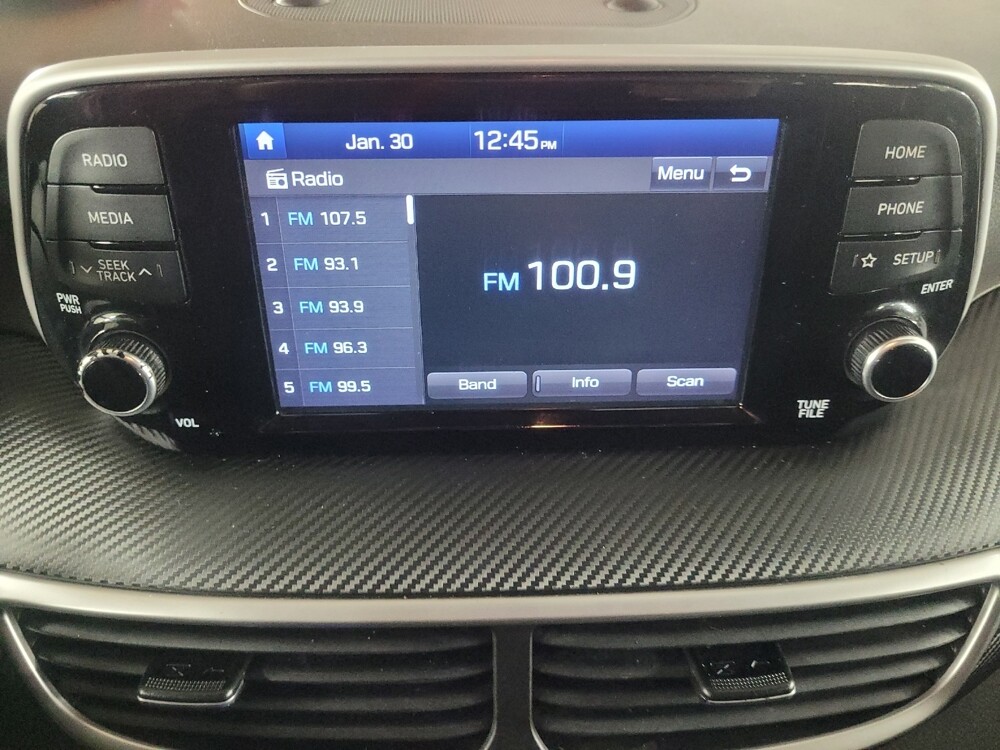 Jan. 30 12:45PM
RADIO
MEDIA
SEEK
TRACK
PWR
PUSH
VOL
Radio Menu
1 FM 107.5
2 FM 93.1
3 FM 93.9
4 FM 96.3
5 FM 99.5
FM 100.9
Band Info Scan
HOME
PHONE
SETUP
ENTER
TUNE
FILE